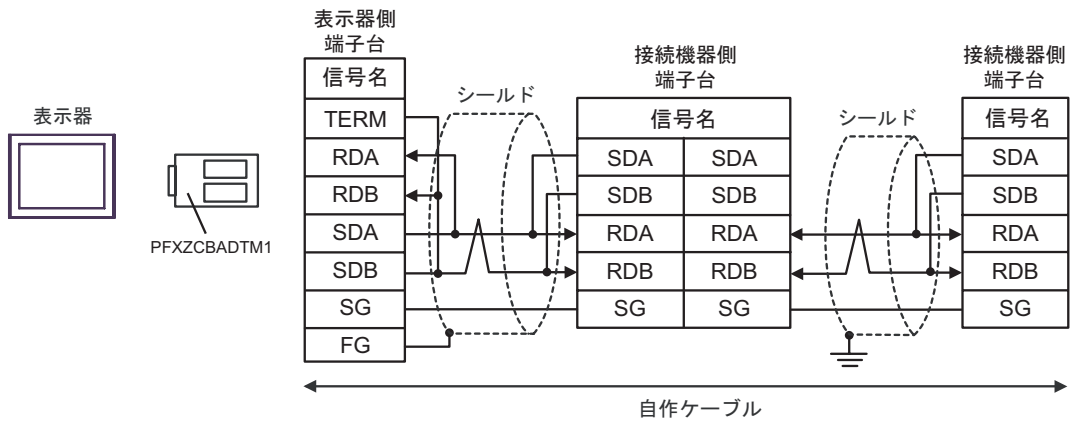 表示器
PFXZCBADTM1
表示器側
端子台
信号名
TERM
RDA
RDB
SDA
SDB
SG
FG
シールド
接続機器側
端子台
信号名
SDA SDA
SDB SDB
RDA RDA
RDB RDB
SG SG
シールド
接続機器側
端子台
信号名
SDA
SDB
RDA
RDB
SG
自作ケーブル